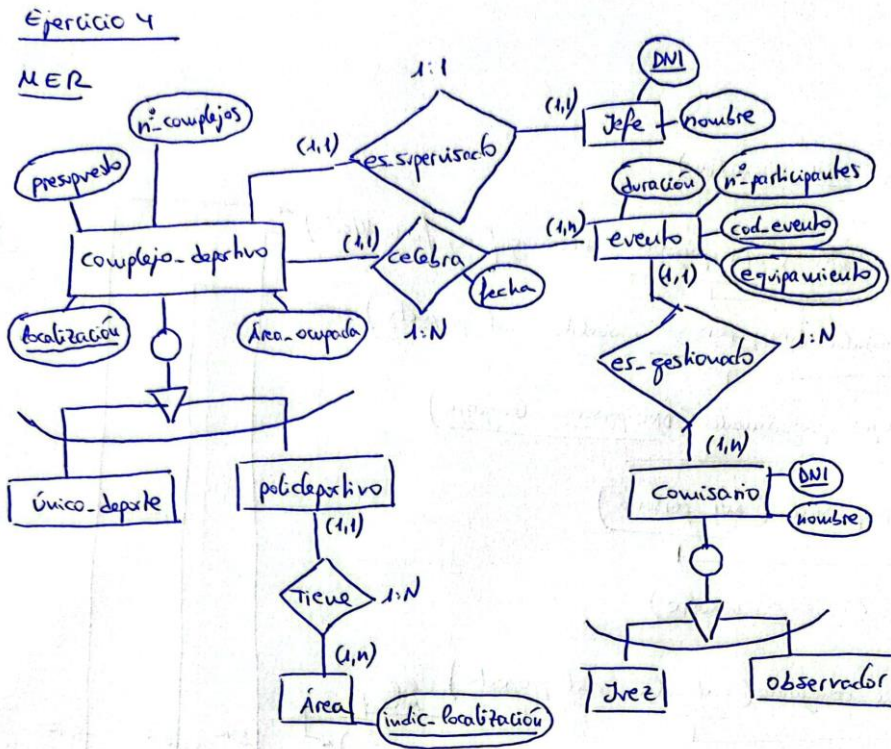 Ejercicio 4
MER
nº_complejos
presupuesto
1:1
DNI
(1,1)
es_supervisado
(1,1)
Jefe
nombre
duración
nº_participantes
complejo_deportivo
(1,1)
celebra
(1,n)
evento
cod_evento
fecha
(1,1)
equipamiento
localización
Área_ocupada
1:N
es_gestionado
1:N
(1,n)
único_deporte
polideportivo
Comisario
DNI
nombre
(1,1)
Tiene
1:N
(1,n)
Área
indic_localización
Juez
observador